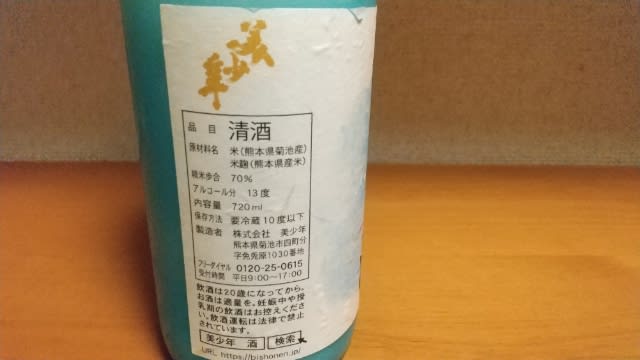 美少年
品目 清酒
原材料名 米(熊本県菊池産)
米麹(熊本県産米)
精米歩合 70%
アルコール分 13度
内容量 720ml
保存方法 要冷蔵10度以下
製造者 株式会社 美少年
熊本県菊池市四町分
字免兎原1030番地
フリーダイヤル 0120-25-0615
受付時間 平日9:00~17:00
飲酒は20歳になってから。
お酒は適量を。妊娠中や授
乳期の飲酒はお控えくださ
い。飲酒運転は法律で禁止
されています。
美少年 酒 検索
URL https://bishonen.jp/